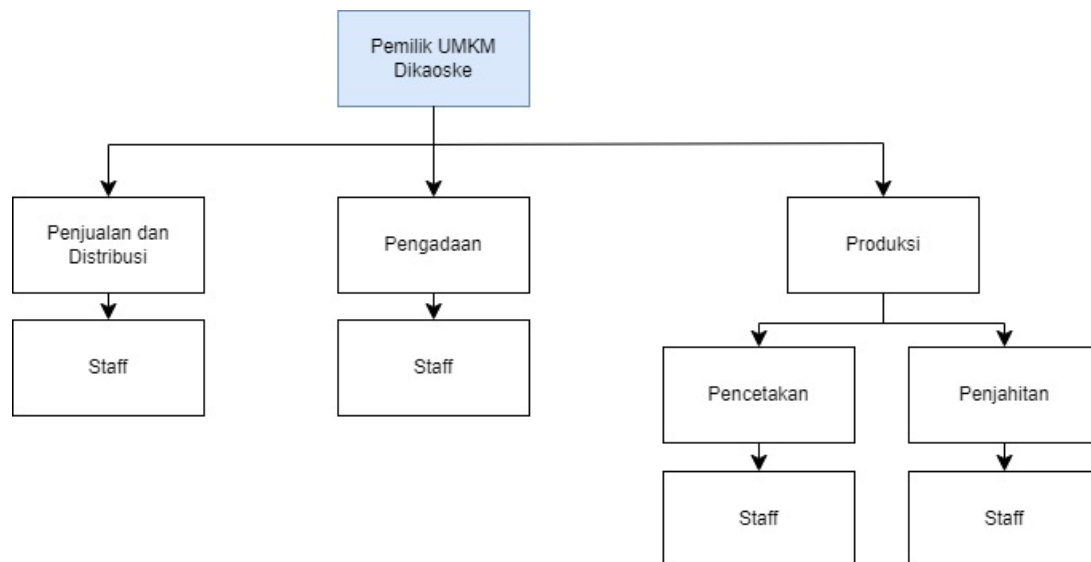 Pemilik UMKM
Dikaoske
Penjualan dan
Distribusi
Pengadaan
Produksi
Staff
Staff
Pencetakan
Penjahitan
Staff
Staff